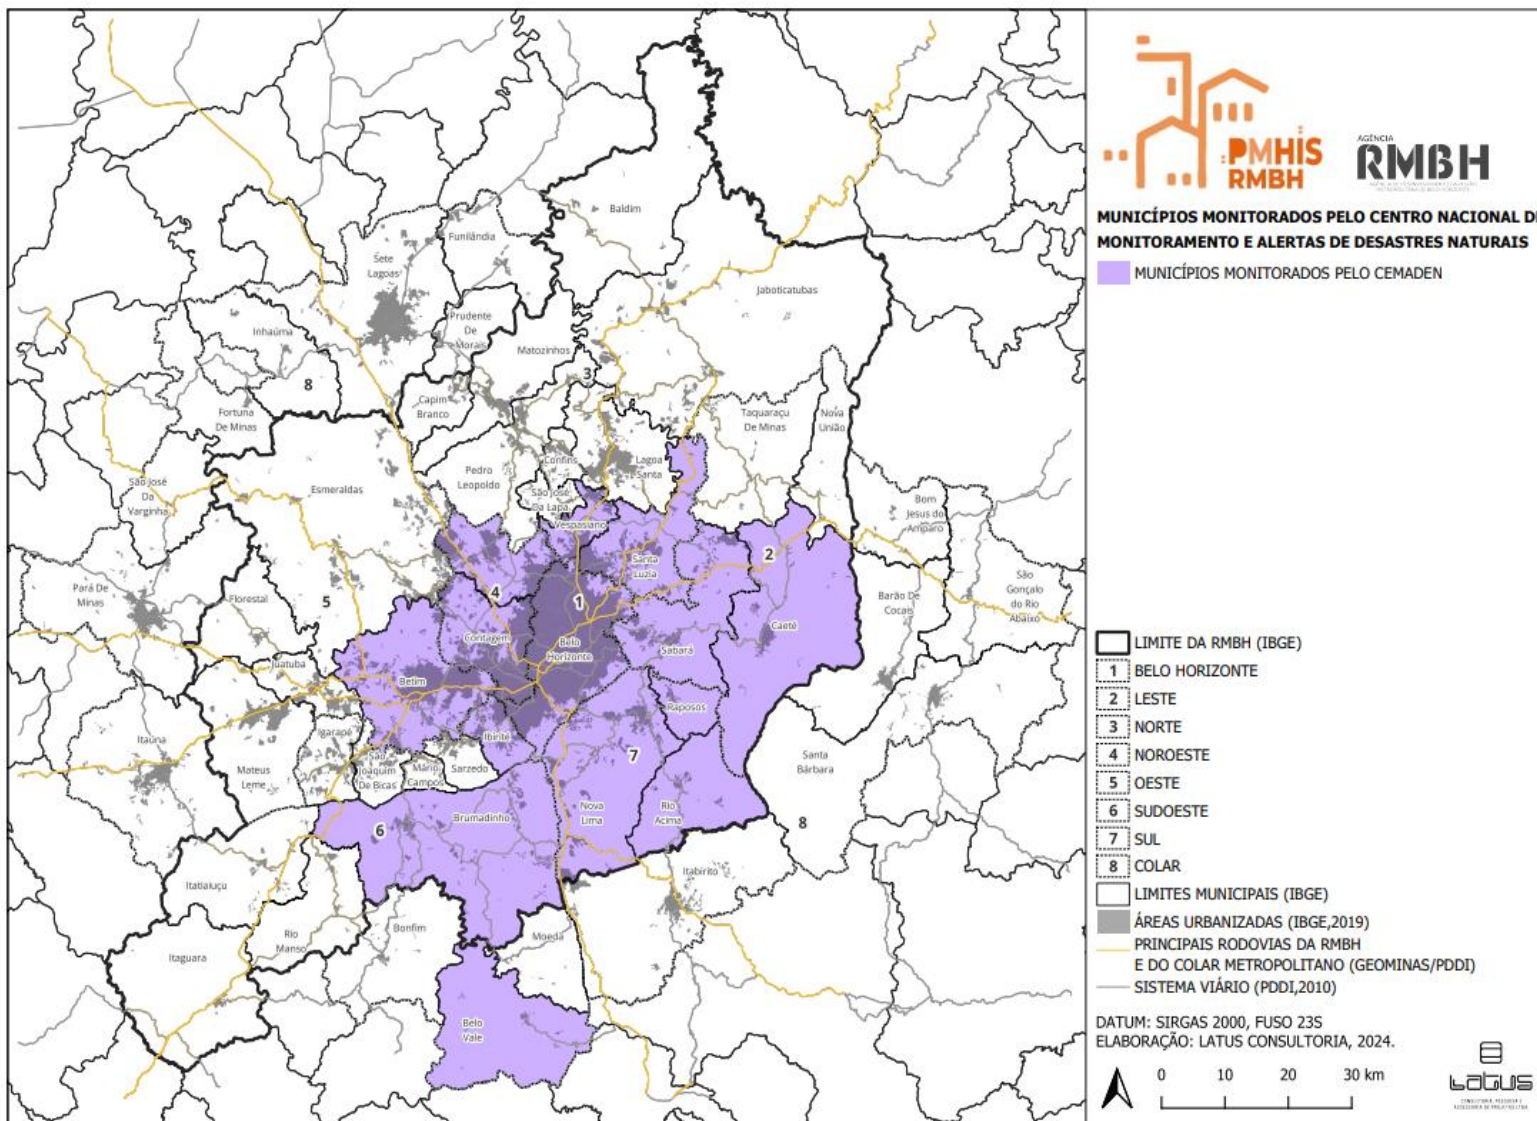 Baldim
Funilândia
Sete
Lagoas
Jaboticatubas
Prudente
De
Morais
Inhaúma
Matozinhos
3
8
Capim
Branco
Fortuna
De Minas
Taquaraçu
De Minas
Nova
União
Pedro
Leopoldo
Confins
Lagoa
Santa
São José
Da
Varginha
Esmeraldas
São José
Da Lapa
Vespasiano
Bom
Jesus do
Amparo
2
Santa
Luzia
Pará De
Minas
Florestal
5
4
1
São
Gonçalo
do Rio
Abaixo
Barão De
Cocais
Contagem
Belo
Horizonte
Caeté
Sabará
Juatuba
Betim
Raposos
Itaúna
Igarapé
Ibirité
7
Mateus
Leme
São
Joaquim
De Bicas
Mário
Campos
Sarzedo
Santa
Bárbara
6
Brumadinho
Nova
Lima
Rio
Acima
8
Itatiaiuçu
Itabirito
Rio
Manso
Bonfim
Moeda
Itaguara
Belo
Vale
PMHIS
RMBH
AGÊNCIA
RMBH
MUNICÍPIOS MONITORADOS PELO CENTRO NACIONAL DE
MONITORAMENTO E ALERTAS DE DESASTRES NATURAIS
MUNICÍPIOS MONITORADOS PELO CEMADEN
LIMITE DA RMBH (IBGE)
1 BELO HORIZONTE
2 LESTE
3 NORTE
4 NOROESTE
5 OESTE
6 SUDOESTE
7 SUL
8 COLAR
LIMITES MUNICIPAIS (IBGE)
ÁREAS URBANIZADAS (IBGE,2019)
PRINCIPAIS RODOVIAS DA RMBH
E DO COLAR METROPOLITANO (GEOMINAS/PDDI)
SISTEMA VIÁRIO (PDDI,2010)
DATUM: SIRGAS 2000, FUSO 23S
ELABORAÇÃO: LATUS CONSULTORIA, 2024.
0 10 20 30 km
Latus